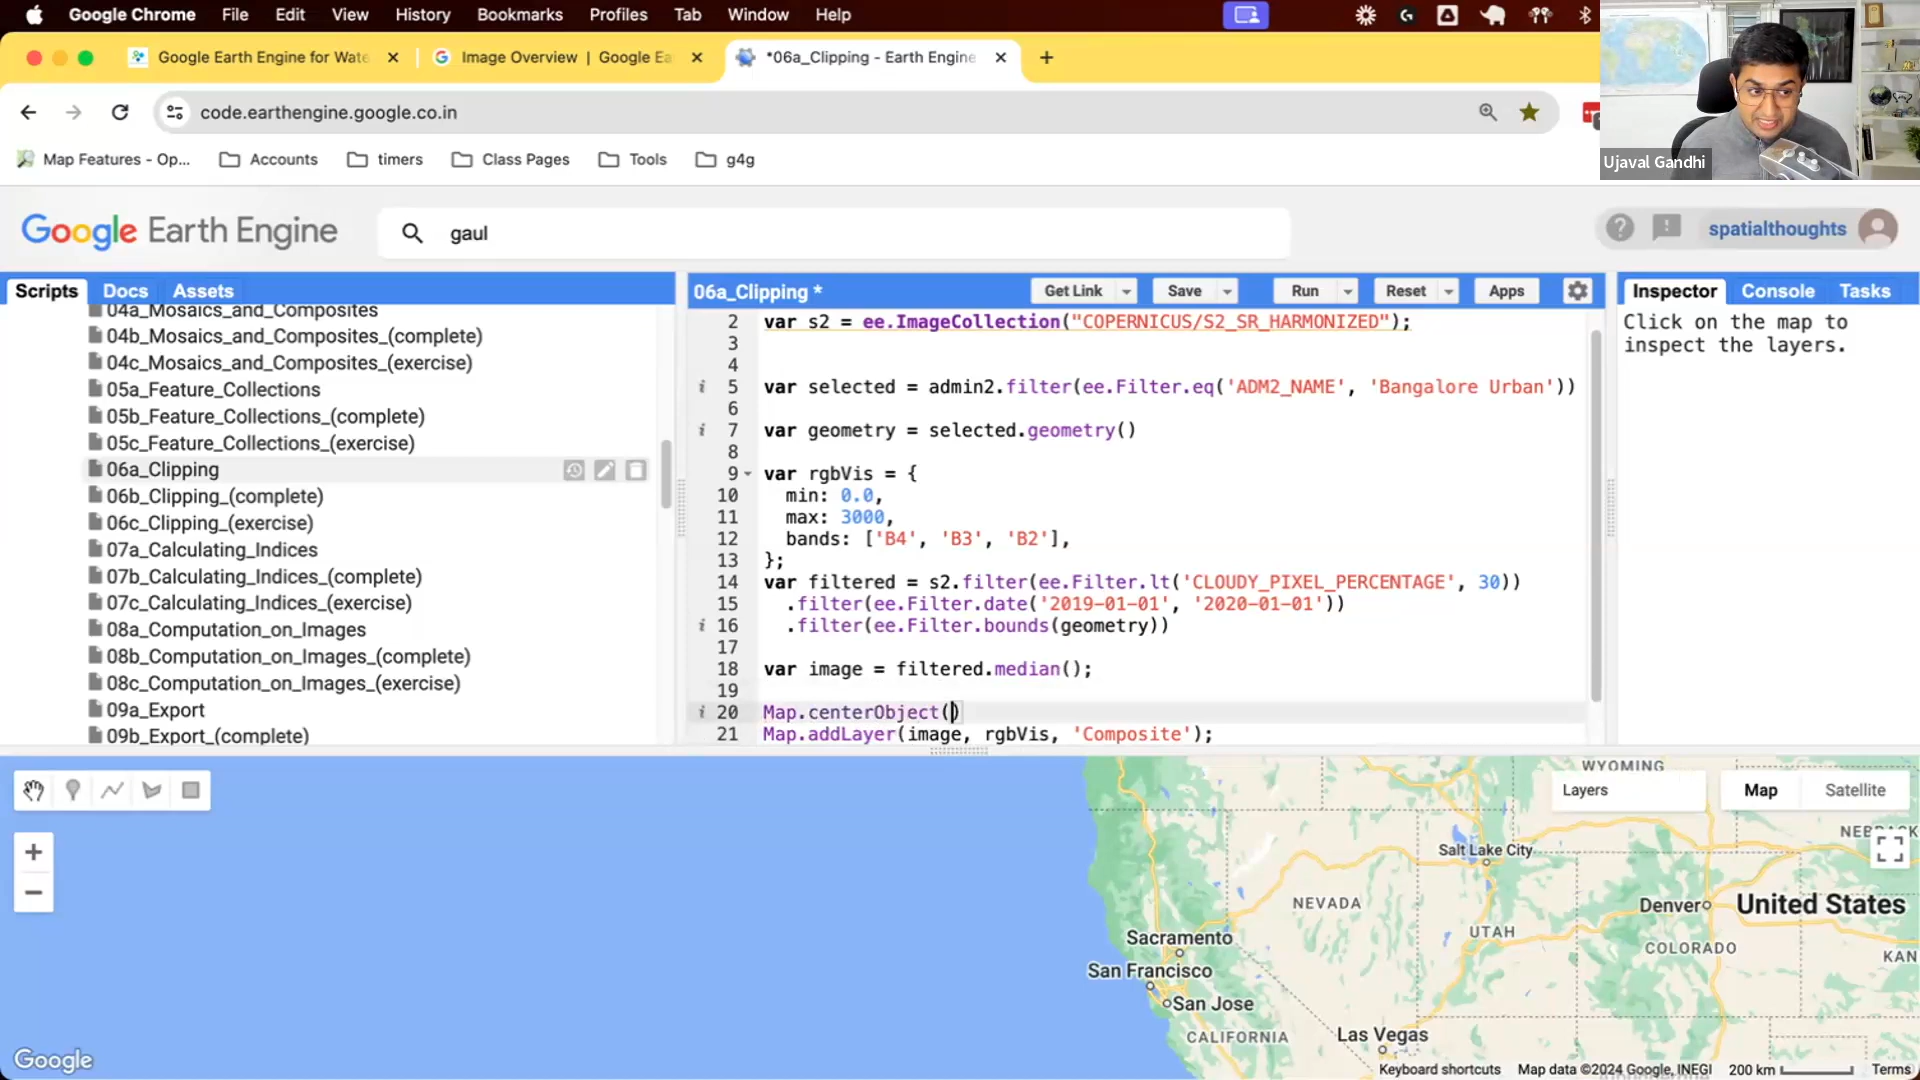 Google Chrome File Edit View History Bookmarks Profiles Tab Window Help
Google Earth Engine for Wate
Image Overview | Google Ea
*06a_Clipping - Earth Engine
code.earthengine.google.co.in
Map Features - Op... Accounts timers Class Pages Tools g4g
Ujaval Gandhi
Google Earth Engine
gaul
spatialthoughts
Scripts Docs Assets
04a_Mosaics_and_Composites
04b_Mosaics_and_Composites_(complete)
04c_Mosaics_and_Composites_(exercise)
05a_Feature_Collections
05b_Feature_Collections_(complete)
05c_Feature_Collections_(exercise)
06a_Clipping
06b_Clipping_(complete)
06c_Clipping_(exercise)
07a_Calculating_Indices
07b_Calculating_Indices_(complete)
07c_Calculating_Indices_(exercise)
08a_Computation_on_Images
08b_Computation_on_Images_(complete)
08c_Computation_on_Images_(exercise)
09a_Export
09b_Export_(complete)
06a_Clipping * Get Link Save Run Reset Apps
2 var s2 = ee.ImageCollection("COPERNICUS/S2_SR_HARMONIZED");
3
4
i 5 var selected = admin2.filter(ee.Filter.eq('ADM2_NAME', 'Bangalore Urban'))
6
i 7 var geometry = selected.geometry()
8
9 var rgbVis = {
10 min: 0.0,
11 max: 3000,
12 bands: ['B4', 'B3', 'B2'],
13 };
14 var filtered = s2.filter(ee.Filter.lt('CLOUDY_PIXEL_PERCENTAGE', 30))
15 .filter(ee.Filter.date('2019-01-01', '2020-01-01'))
i 16 .filter(ee.Filter.bounds(geometry))
17
18 var image = filtered.median();
19
i 20 Map.centerObject()
21 Map.addLayer(image, rgbVis, 'Composite');
Inspector Console Tasks
Click on the map to
inspect the layers.
Layers
Map Satellite
WYOMING
NEBRASK
Salt Lake City
NEVADA
Denver
United States
UTAH
COLORADO
KAN
Sacramento
San Francisco
San Jose
CALIFORNIA
Las Vegas
Google
Keyboard shortcuts Map data ©2024 Google, INEGI 200 km Terms